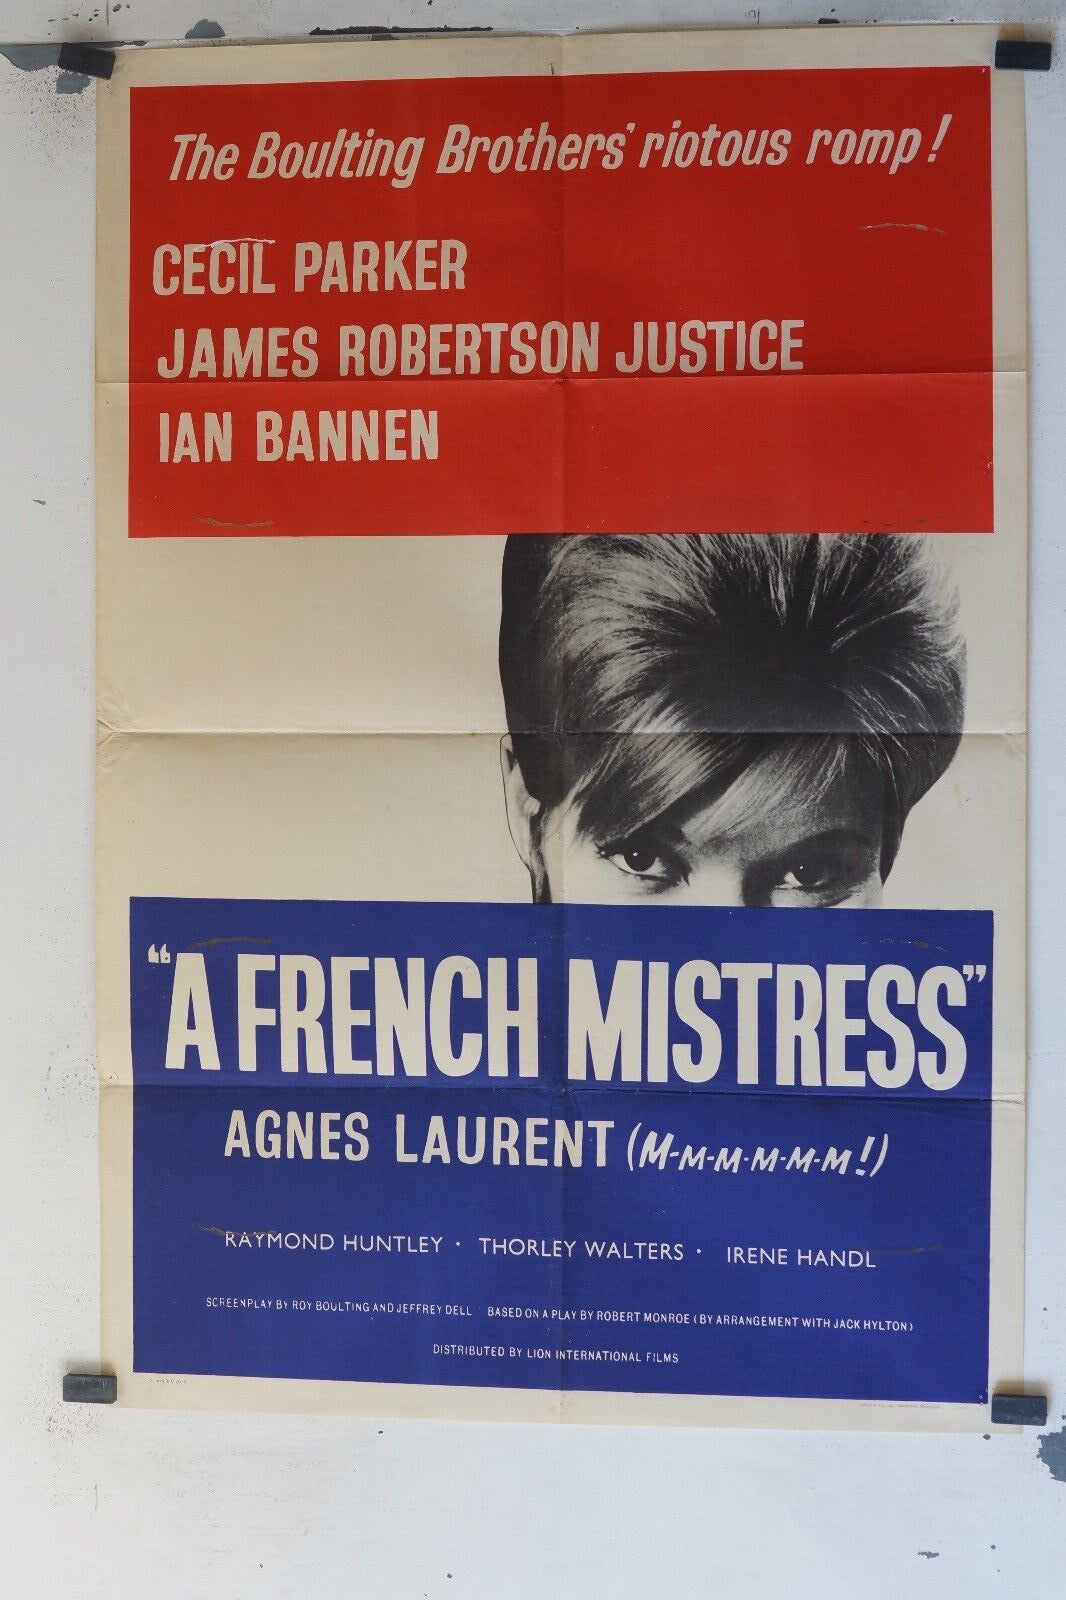 The Boulting Brothers' riotous romp!
CECIL PARKER
JAMES ROBERTSON JUSTICE
IAN BANNEN
"A FRENCH MISTRESS"
AGNES LAURENT (M-M-M-M-M-M!)
RAYMOND HUNTLEY · THORLEY WALTERS · IRENE HANDL
SCREENPLAY BY ROY BOULTING AND JEFFREY DELL BASED ON A PLAY BY ROBERT MONROE (BY ARRANGEMENT WITH JACK HYLTON)
DISTRIBUTED BY LION INTERNATIONAL FILMS